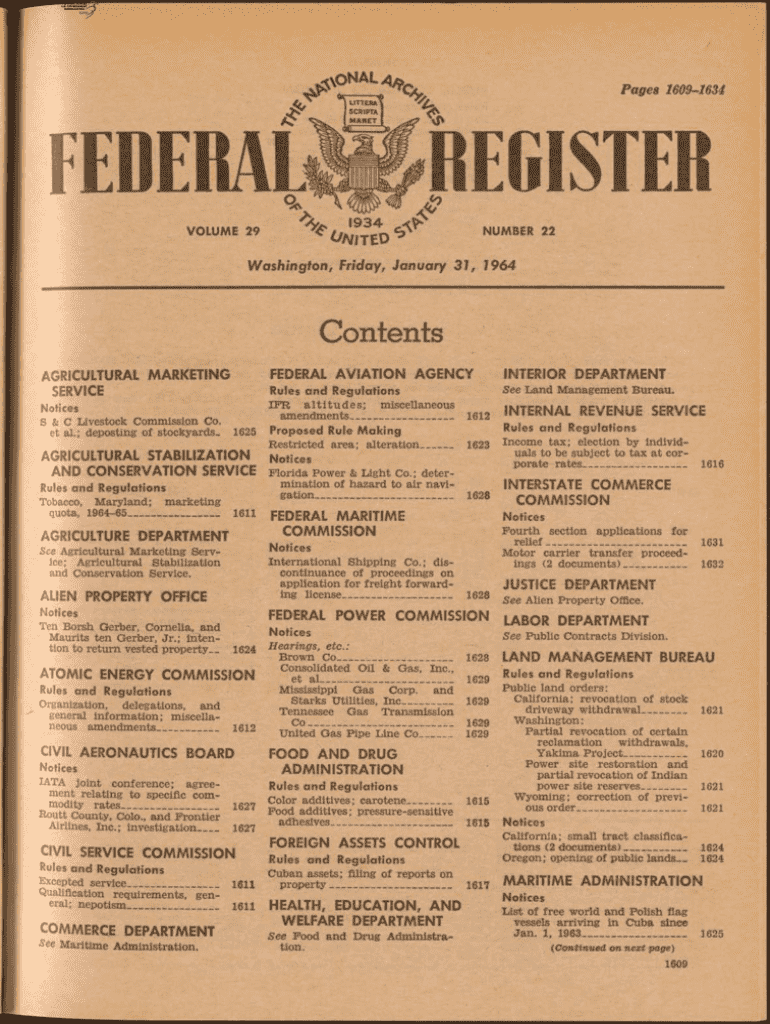 Pages 1609-1634
THE NATIONAL ARCHIVES
LITTERA
SCRIPTA
MANET
FEDERAL REGISTER
1934
OF THE UNITED STATES
VOLUME 29
NUMBER 22
Washington, Friday, January 31, 1964
Contents
AGRICULTURAL MARKETING
SERVICE
Notices
S & C Livestock Commission Co.
et al.; deposting of stockyards.. 1625
AGRICULTURAL STABILIZATION
AND CONSERVATION SERVICE
Rules and Regulations
Tobacco, Maryland; marketing
quota, 1964-65 1611
AGRICULTURE DEPARTMENT
See Agricultural Marketing Serv-
ice; Agricultural Stabilization
and Conservation Service.
ALIEN PROPERTY OFFICE
Notices
Ten Borsh Gerber, Cornelia, and
Maurits ten Gerber, Jr.; inten-
tion to return vested property 1624
ATOMIC ENERGY COMMISSION
Rules and Regulations
Organization, delegations, and
general information; miscella-
neous amendments 1612
CIVIL AERONAUTICS BOARD
Notices
IATA joint conference; agree-
ment relating to specific com-
modity rates 1627
Routt County, Colo., and Frontier
Airlines, Inc.; investigation 1627
CIVIL SERVICE COMMISSION
Rules and Regulations
Excepted service 1611
Qualification requirements, gen-
eral; nepotism 1611
COMMERCE DEPARTMENT
See Maritime Administration.
FEDERAL AVIATION AGENCY
Rules and Regulations
IFR altitudes; miscellaneous
amendments 1612
Proposed Rule Making
Restricted area; alteration 1623
Notices
Florida Power & Light Co.; deter-
mination of hazard to air navi-
gation 1628
FEDERAL MARITIME
COMMISSION
Notices
International Shipping Co.; dis-
continuance of proceedings on
application for freight forward-
ing license 1628
FEDERAL POWER COMMISSION
Notices
Hearings, etc.:
Brown Co 1628
Consolidated Oil & Gas, Inc.,
et al 1629
Mississippi Gas Corp. and
Starks Utilities, Inc 1629
Tennessee Gas Transmission
Co 1629
United Gas Pipe Line Co 1629
FOOD AND DRUG
ADMINISTRATION
Rules and Regulations
Color additives; carotene 1615
Food additives; pressure-sensitive
adhesives 1615
FOREIGN ASSETS CONTROL
Rules and Regulations
Cuban assets; filing of reports on
property 1617
HEALTH, EDUCATION, AND
WELFARE DEPARTMENT
See Food and Drug Administra-
tion.
INTERIOR DEPARTMENT
See Land Management Bureau.
INTERNAL REVENUE SERVICE
Rules and Regulations
Income tax; election by individ-
uals to be subject to tax at cor-
porate rates 1616
INTERSTATE COMMERCE
COMMISSION
Notices
Fourth section applications for
relief 1631
Motor carrier transfer proceed-
ings (2 documents) 1632
JUSTICE DEPARTMENT
See Alien Property Office.
LABOR DEPARTMENT
See Public Contracts Division.
LAND MANAGEMENT BUREAU
Rules and Regulations
Public land orders:
California; revocation of stock
driveway withdrawal 1621
Washington:
Partial revocation of certain
reclamation withdrawals,
Yakima Project 1620
Power site restoration and
partial revocation of Indian
power site reserves 1621
Wyoming; correction of previ-
ous order 1621
Notices
California; small tract classifica-
tions (2 documents) 1624
Oregon; opening of public lands 1624
MARITIME ADMINISTRATION
Notices
List of free world and Polish flag
vessels arriving in Cuba since
Jan. 1, 1963 1625
(Continued on next page)
1609